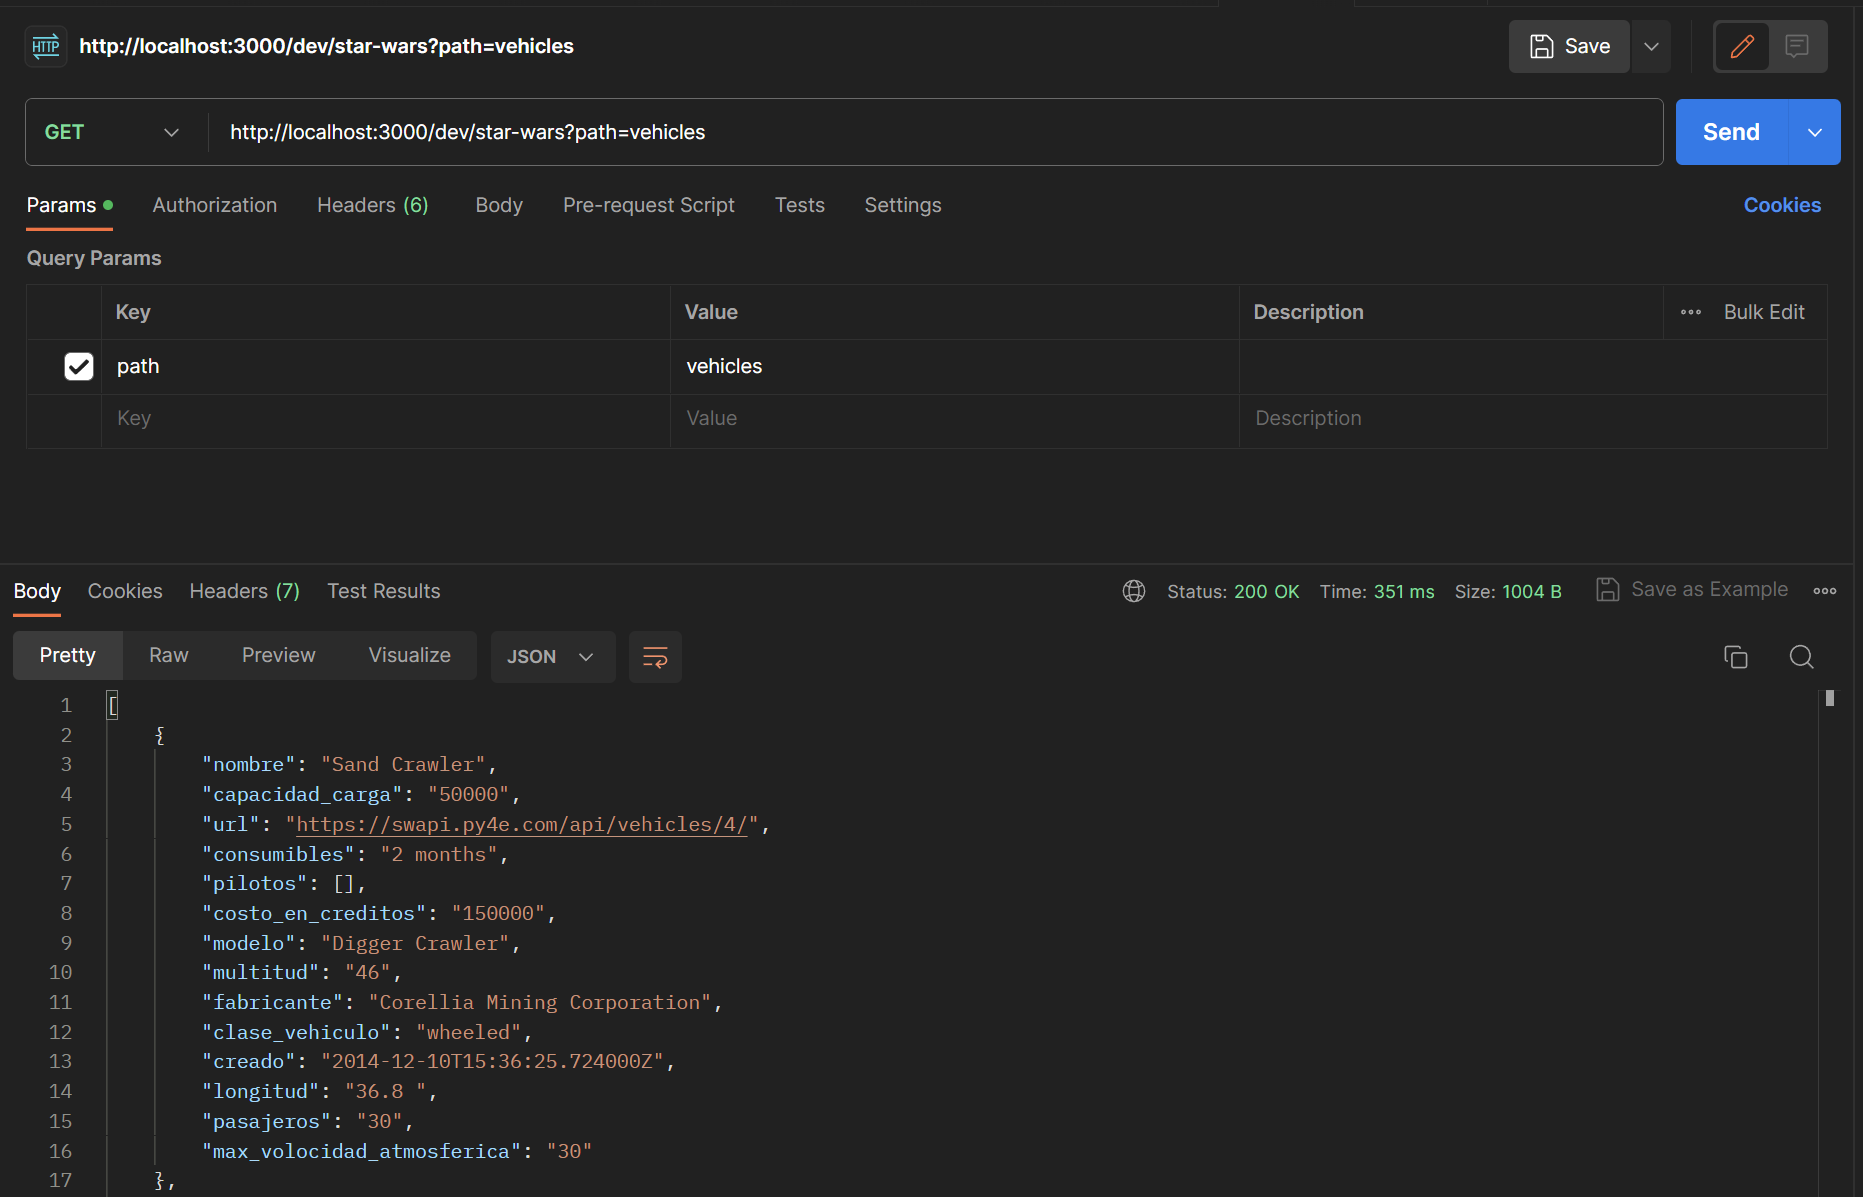 HTTP http://localhost:3000/dev/star-wars?path=vehicles Save
GET http://localhost:3000/dev/star-wars?path=vehicles Send
Params Authorization Headers (6) Body Pre-request Script Tests Settings Cookies
Query Params
Key Value Description Bulk Edit
path vehicles
Key Value Description
Body Cookies Headers (7) Test Results Status: 200 OK Time: 351 ms Size: 1004 B Save as Example
Pretty Raw Preview Visualize JSON
1 [
2 {
3 "nombre": "Sand Crawler",
4 "capacidad_carga": "50000",
5 "url": "https://swapi.py4e.com/api/vehicles/4/",
6 "consumibles": "2 months",
7 "pilotos": [],
8 "costo_en_creditos": "150000",
9 "modelo": "Digger Crawler",
10 "multitud": "46",
11 "fabricante": "Corellia Mining Corporation",
12 "clase_vehiculo": "wheeled",
13 "creado": "2014-12-10T15:36:25.724000Z",
14 "longitud": "36.8 ",
15 "pasajeros": "30",
16 "max_volocidad_atmosferica": "30"
17 },